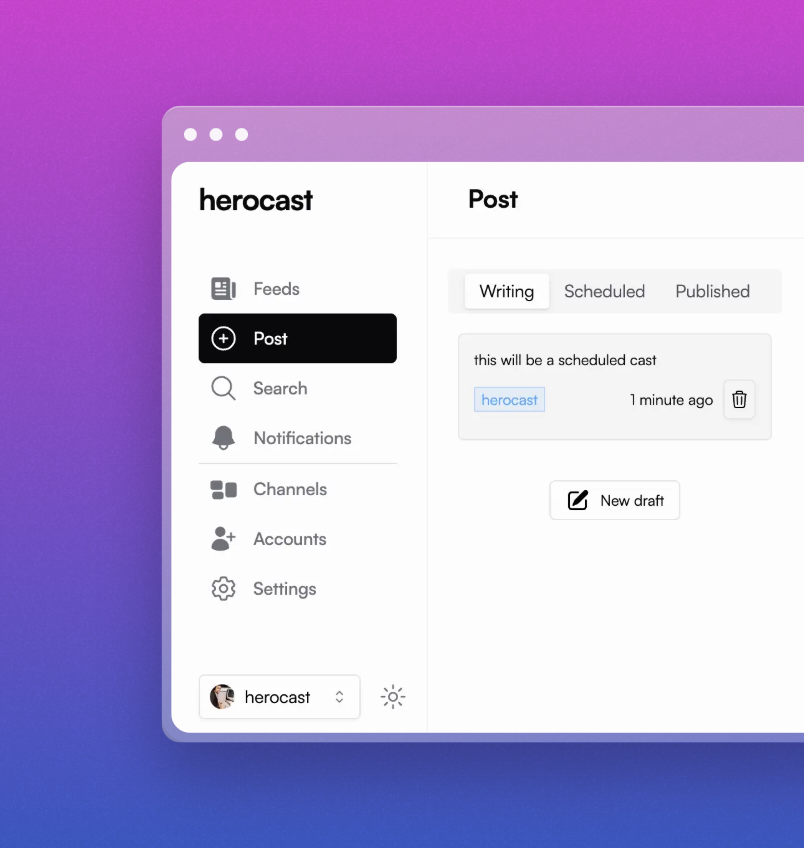 herocast
Feeds
Post
Search
Notifications
Channels
Accounts
Settings
herocast
Post
Writing Scheduled Published
this will be a scheduled cast
herocast 1 minute ago
New draft